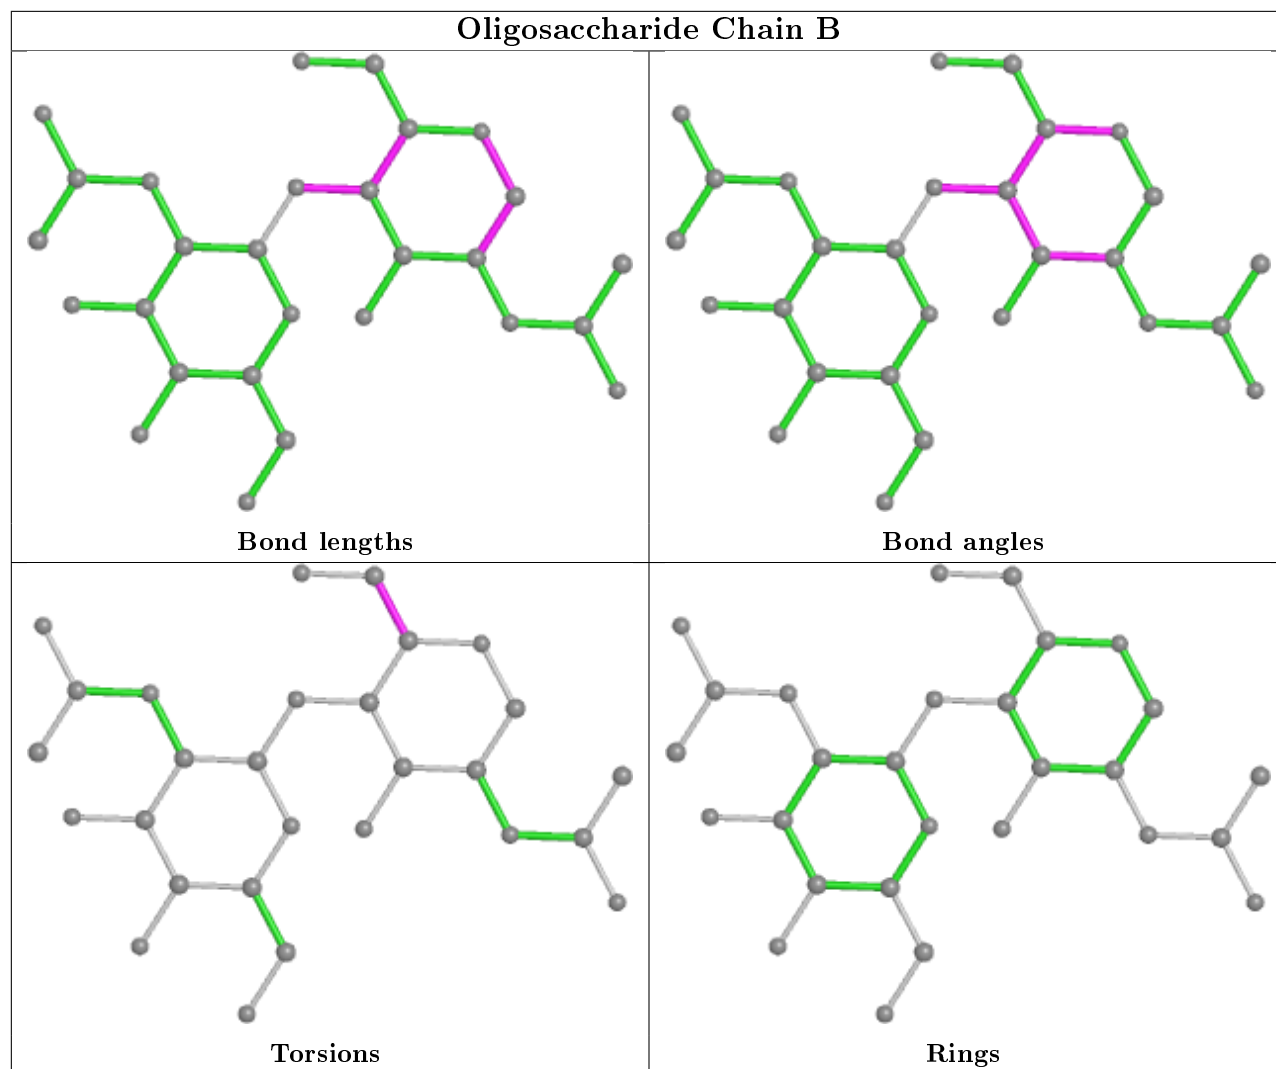 Oligosaccharide Chain B
Bond lengths
Bond angles
Torsions
Rings